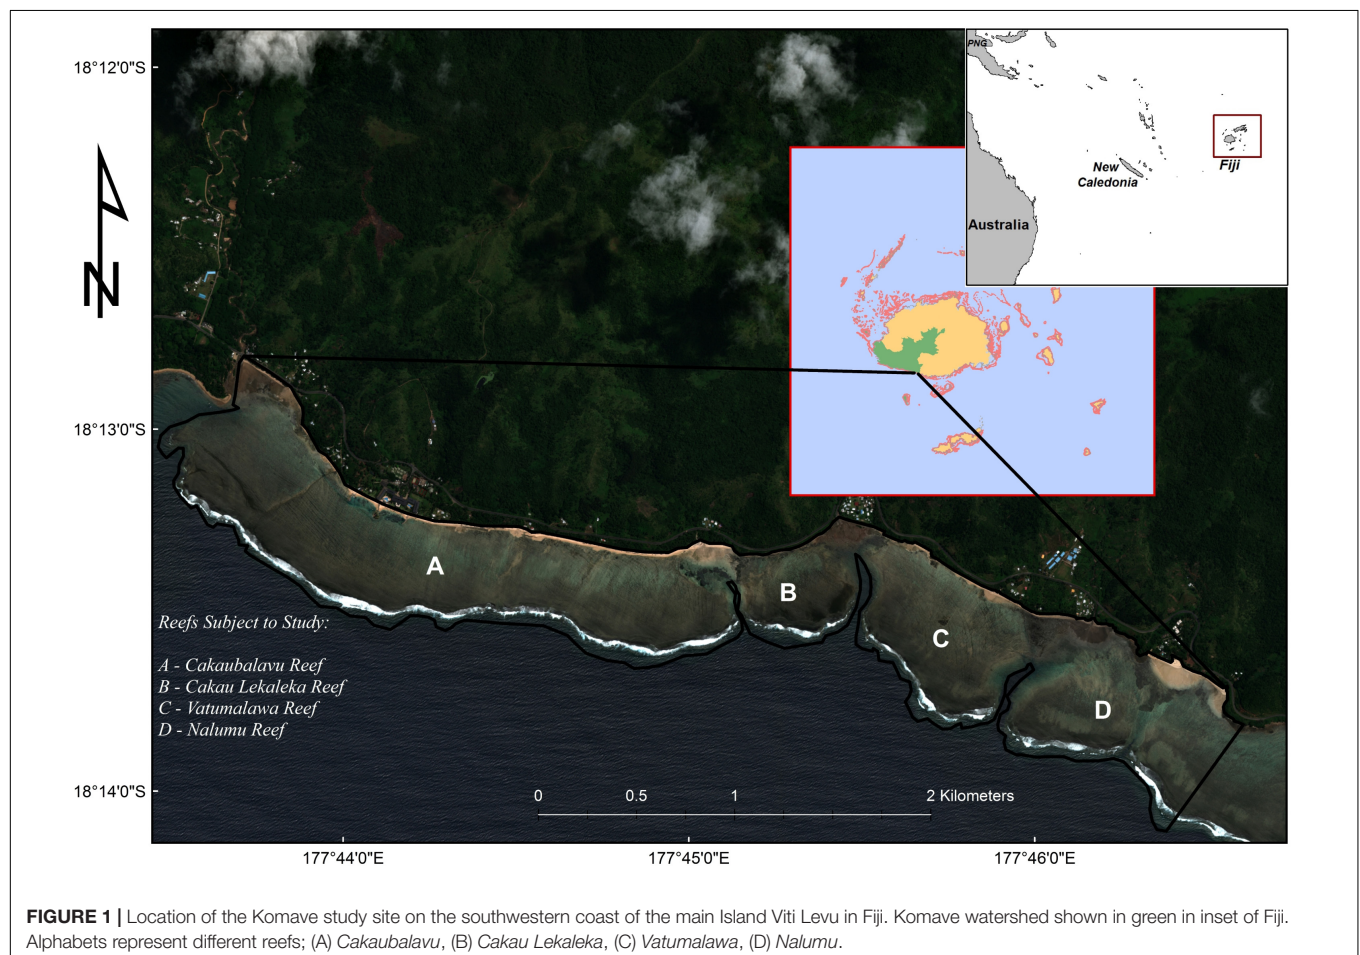 18°12'0"S
PNG
New
Caledonia
Fiji
Australia
N
18°13'0"S
A
B
C
D
Reefs Subject to Study:
A - Cakaubalavu Reef
B - Cakau Lekaleka Reef
C - Vatumalawa Reef
D - Nalumu Reef
18°14'0"S
0 0.5 1 2 Kilometers
177°44'0"E 177°45'0"E 177°46'0"E
FIGURE 1 | Location of the Komave study site on the southwestern coast of the main Island Viti Levu in Fiji. Komave watershed shown in green in inset of Fiji.
Alphabets represent different reefs; (A) Cakaubalavu, (B) Cakau Lekaleka, (C) Vatumalawa, (D) Nalumu.